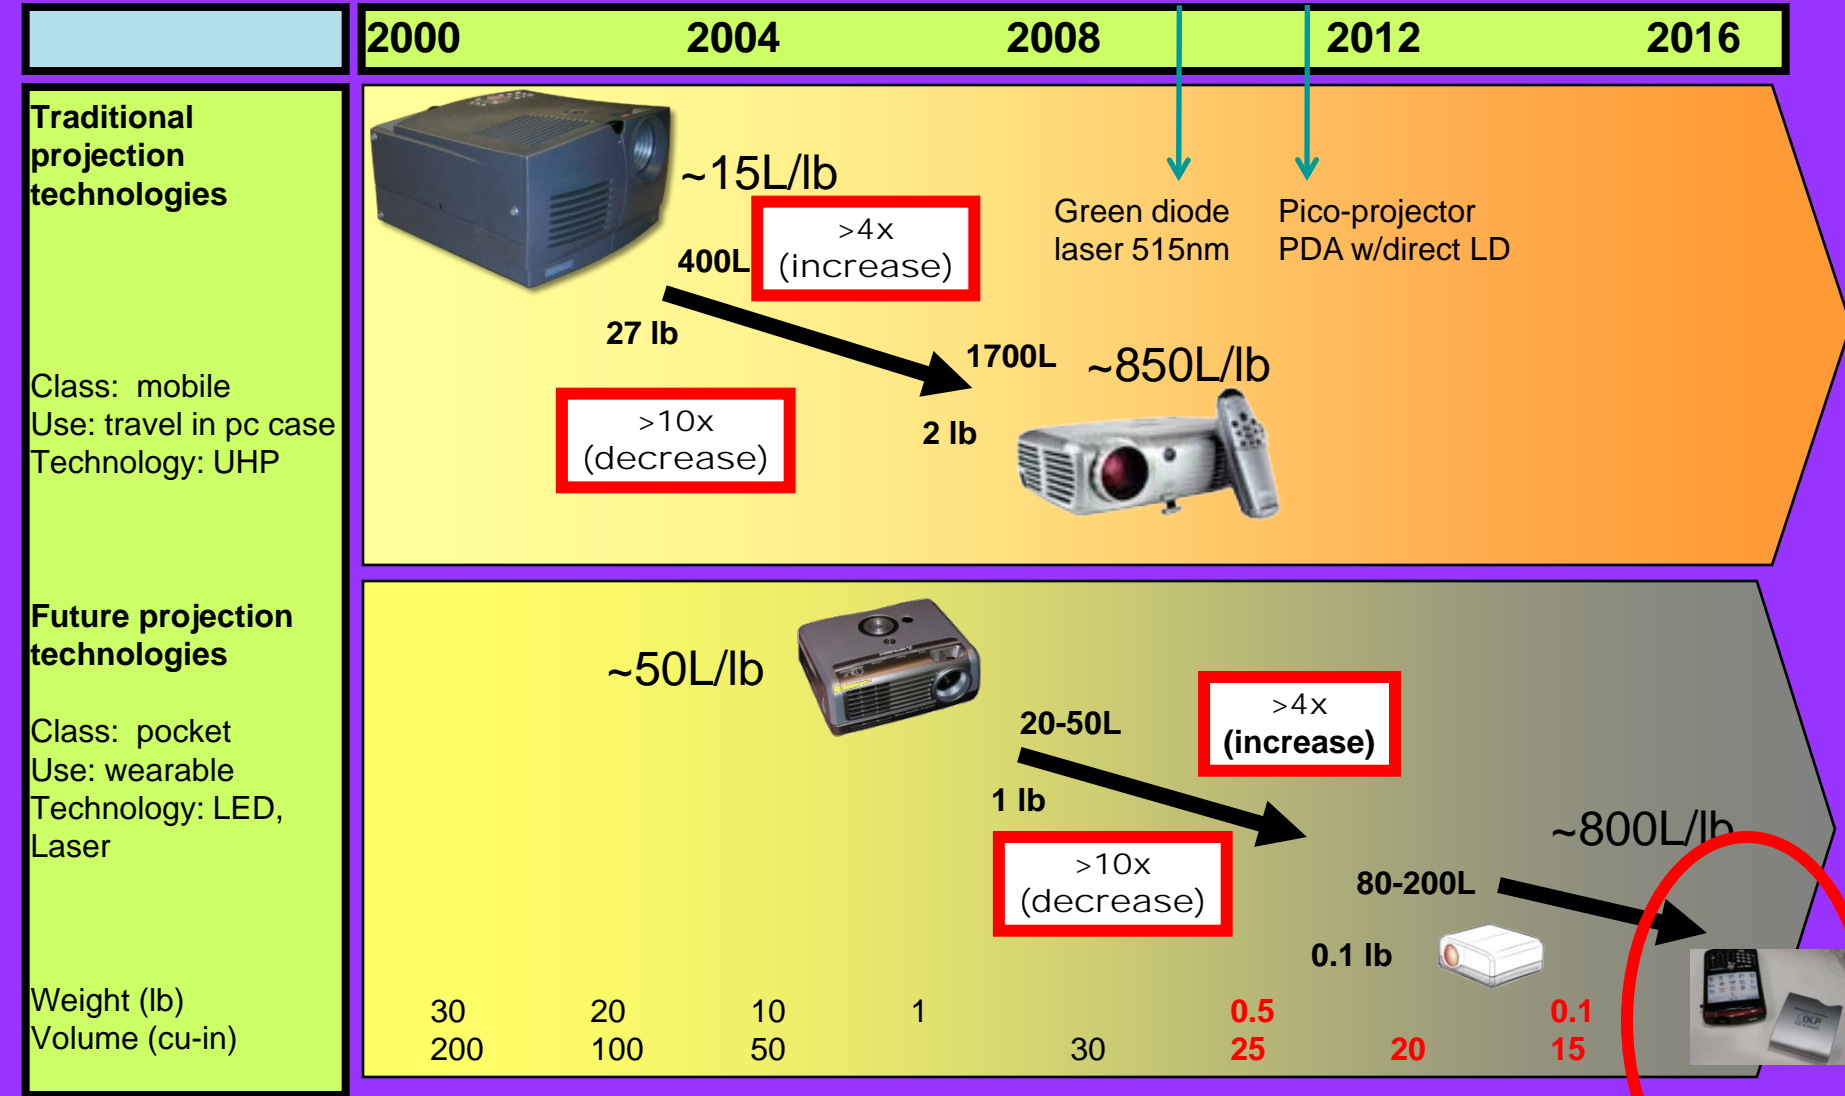 2000 2004 2008 2012 2016
Traditional
projection
technologies
Class: mobile
Use: travel in pc case
Technology: UHP
~15L/lb
>4x
(increase)
400L
27 lb
>10x
(decrease)
1700L
~850L/lb
2 lb
Green diode
laser 515nm
Pico-projector
PDA w/direct LD
Future projection
technologies
Class: pocket
Use: wearable
Technology: LED,
Laser
~50L/lb
20-50L
>4x
(increase)
1 lb
>10x
(decrease)
~800L/lb
80-200L
0.1 lb
DLP
Weight (lb) 30 20 10 1 0.5 0.1
Volume (cu-in) 200 100 50 30 25 20 15